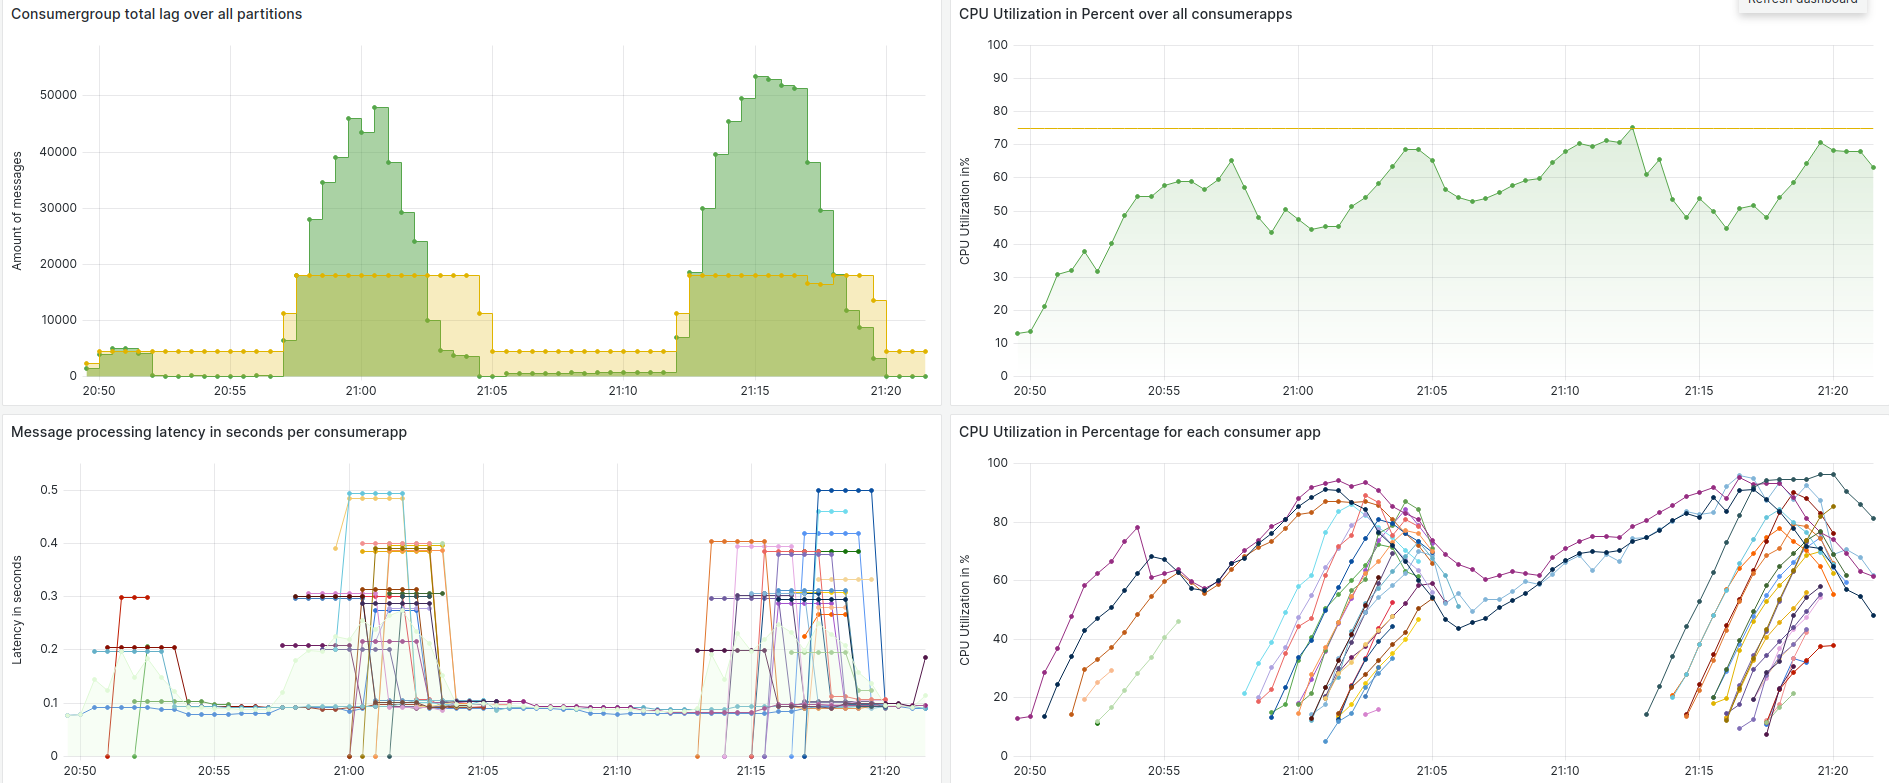 Refresh dashboard
Consumergroup total lag over all partitions
Amount of messages
50000
40000
30000
20000
10000
0
20:50 20:55 21:00 21:05 21:10 21:15 21:20
CPU Utilization in Percent over all consumerapps
CPU Utilization in%
100
90
80
70
60
50
40
30
20
10
0
20:50 20:55 21:00 21:05 21:10 21:15 21:20
Message processing latency in seconds per consumerapp
Latency in seconds
0.5
0.4
0.3
0.2
0.1
0
20:50 20:55 21:00 21:05 21:10 21:15 21:20
CPU Utilization in Percentage for each consumer app
CPU Utilization in %
100
80
60
40
20
0
20:50 20:55 21:00 21:05 21:10 21:15 21:20